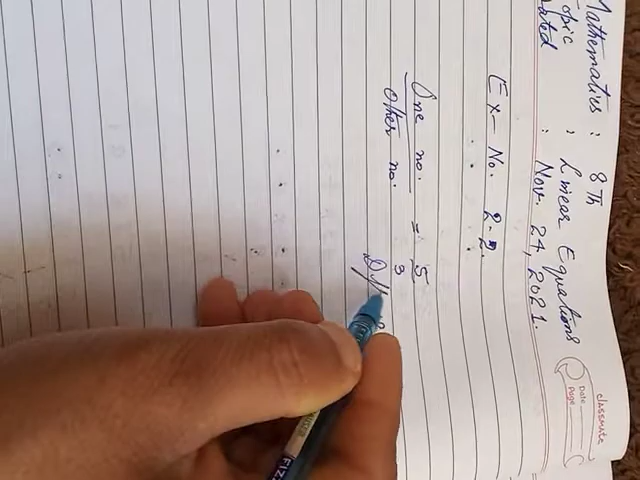 classmate
Date
Page
Mathematics : 8 Th
Topic : Linear Equations
Dated : Nov. 24, 2021.
Ex- No. 2.2.
One no. = 5
Other no. 3